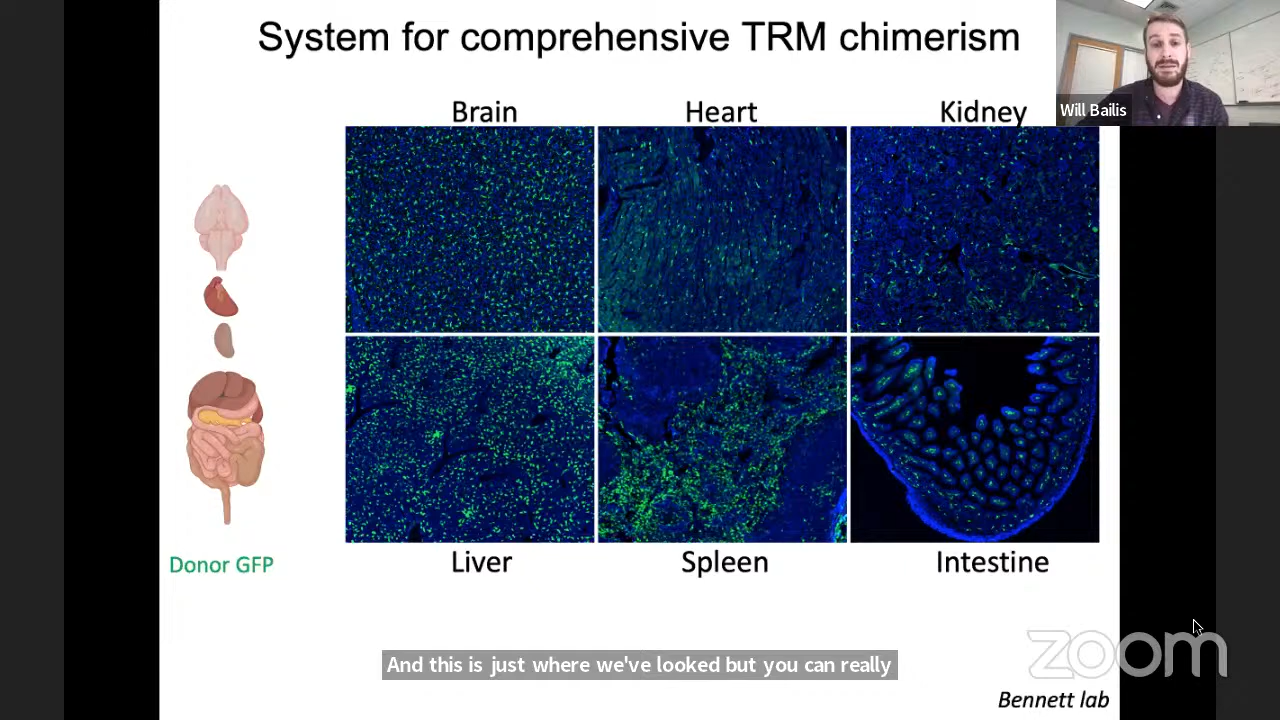 System for comprehensive TRM chimerism
Will Bailis
Brain
Heart
Kidney
Liver
Spleen
Intestine
Donor GFP
And this is just where we've looked but you can really
zoom
Bennett lab